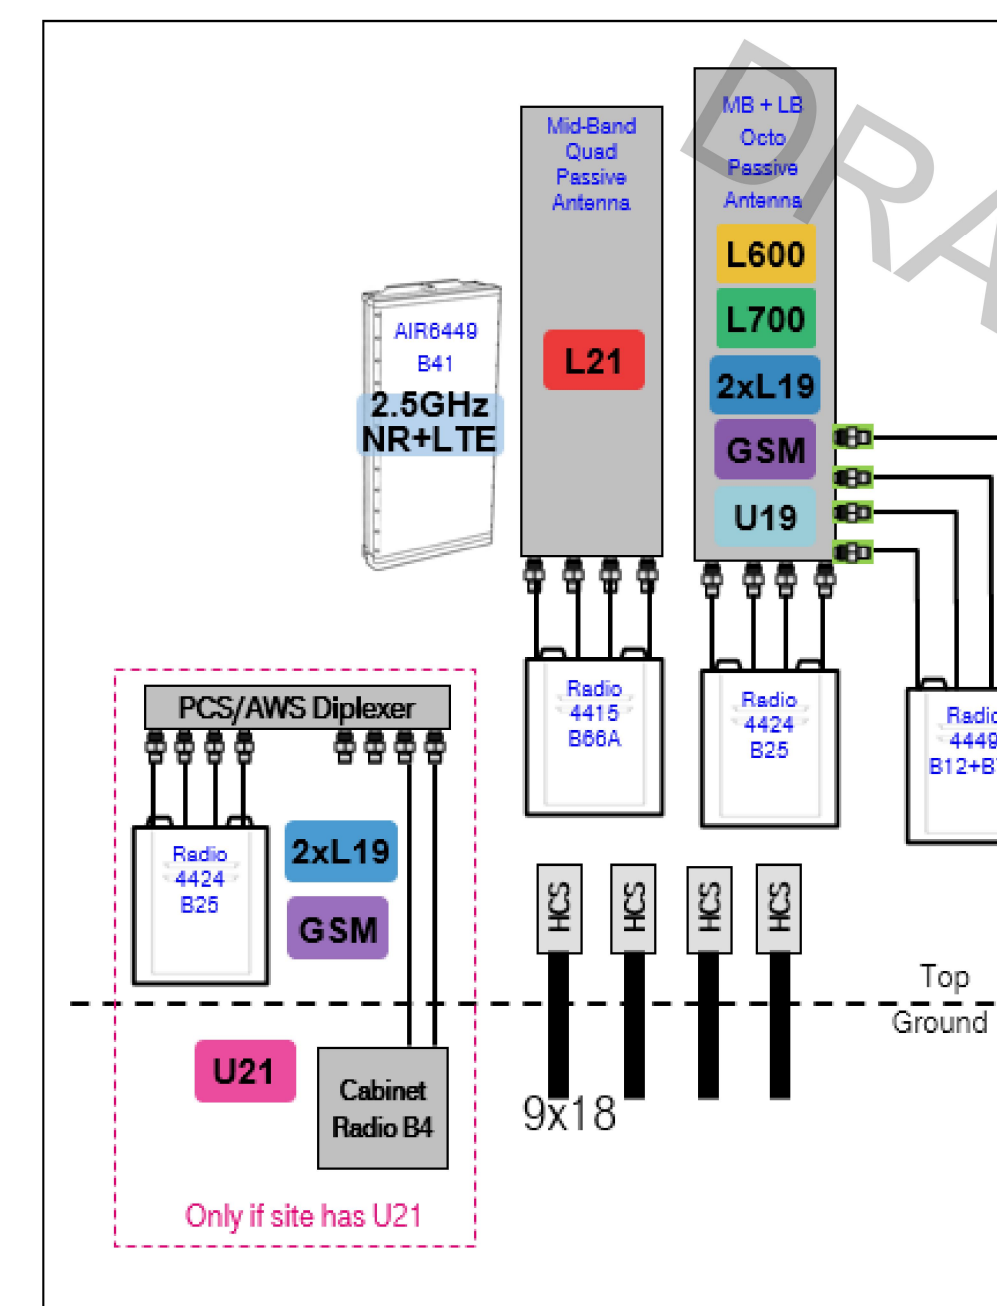 DRA
MB + LB
Octo
Passive
Antenna
Mid-Band
Quad
Passive
Antenna
L600
L700
2xL19
GSM
U19
L21
AIR6449
B41
2.5GHz
NR+LTE
Radio
4415
B66A
Radio
4424
B25
Radio
4449
PCS/AWS Diplexer
Radio
4424
B25
2xL19
GSM
HCS
HCS
HCS
HCS
Top
Ground
U21
Cabinet
Radio B4
9x18
Only if site has U21